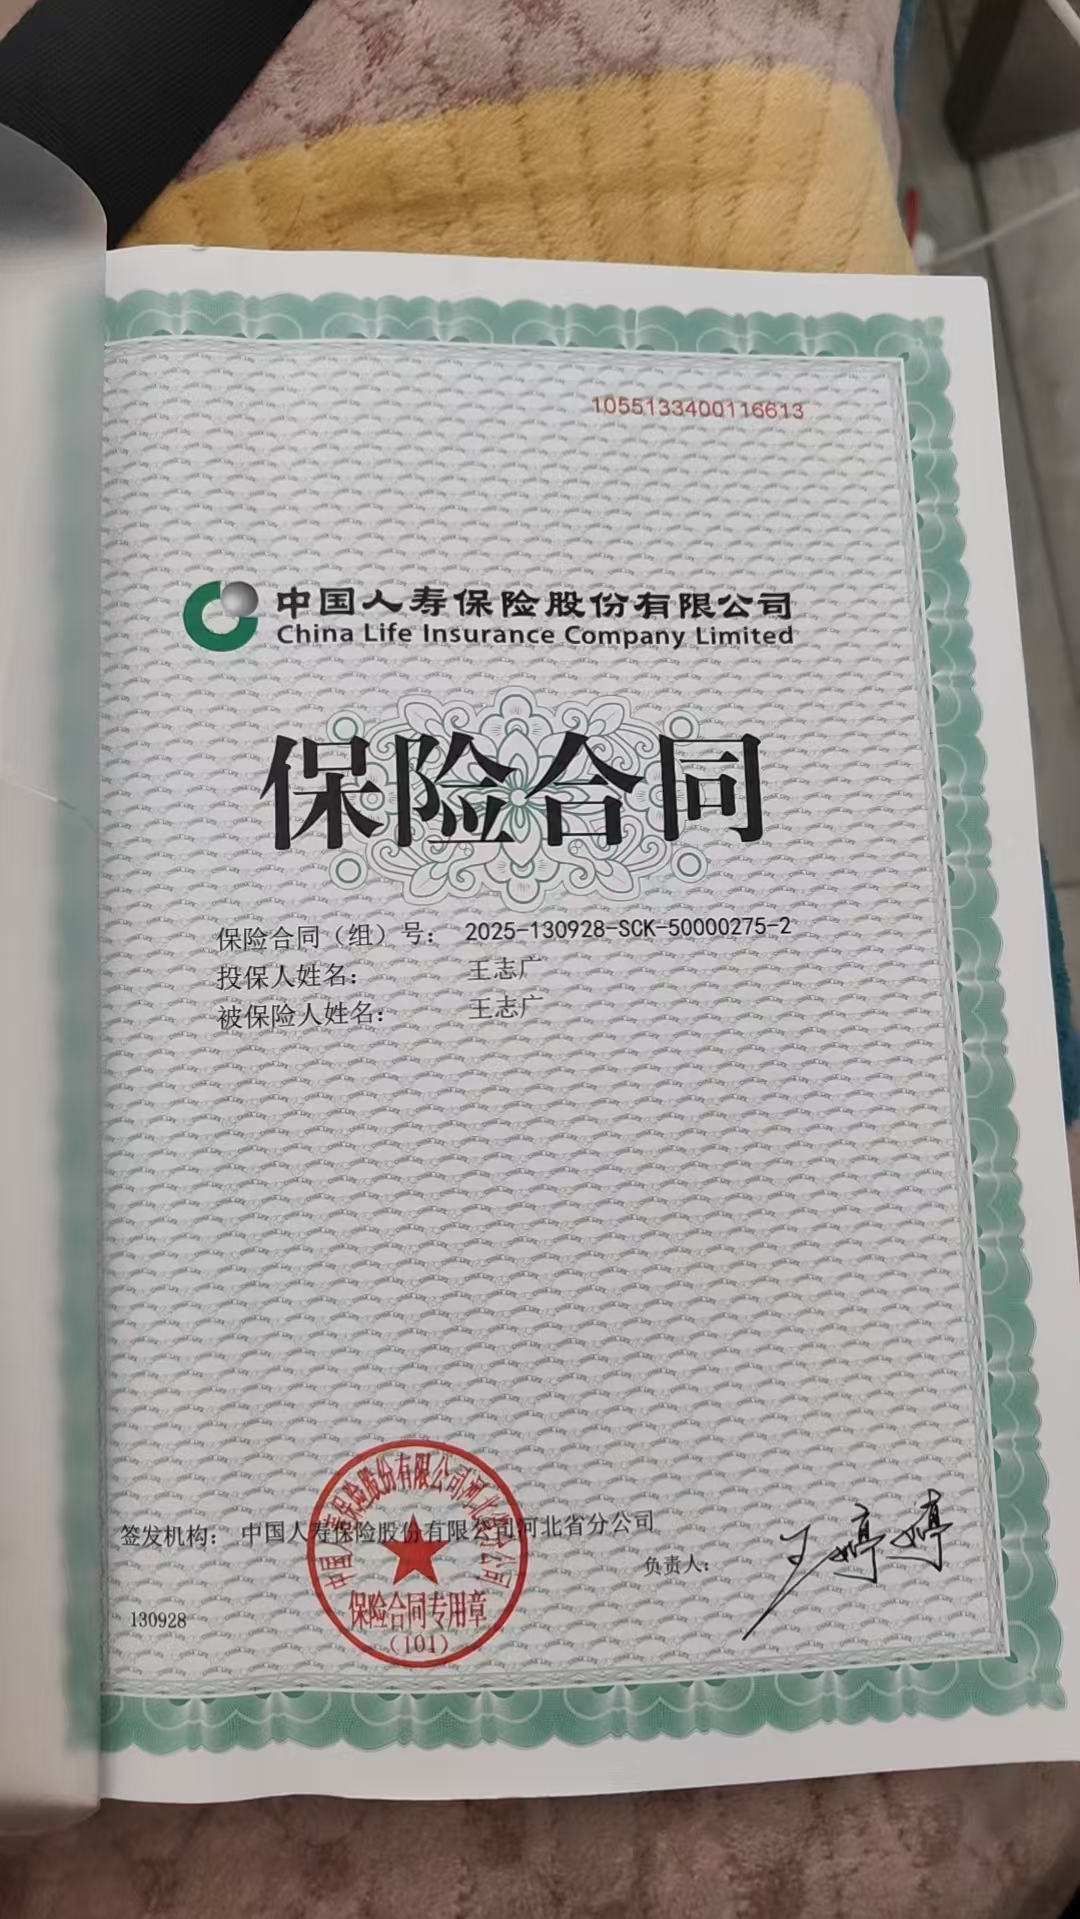 1055133400116613
中国人寿保险股份有限公司
China Life Insurance Company Limited
保险合同
保险合同（组）号： 2025-130928-SCK-50000275-2
投保人姓名： 王志广
被保险人姓名： 王志广
签发机构： 中国人寿保险股份有限公司河北省分公司
负责人： 王婷婷
130928
保险合同专用章
(101)